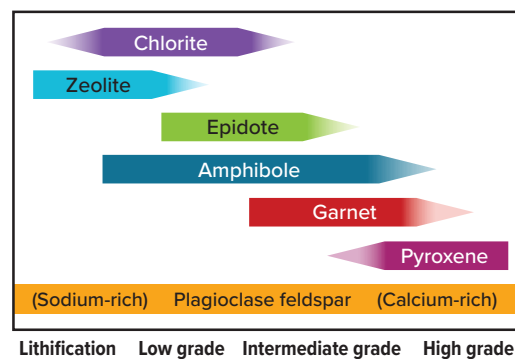 Chlorite
Zeolite
Epidote
Amphibole
Garnet
Pyroxene
(Sodium-rich) Plagioclase feldspar (Calcium-rich)
Lithification Low grade Intermediate grade High grade